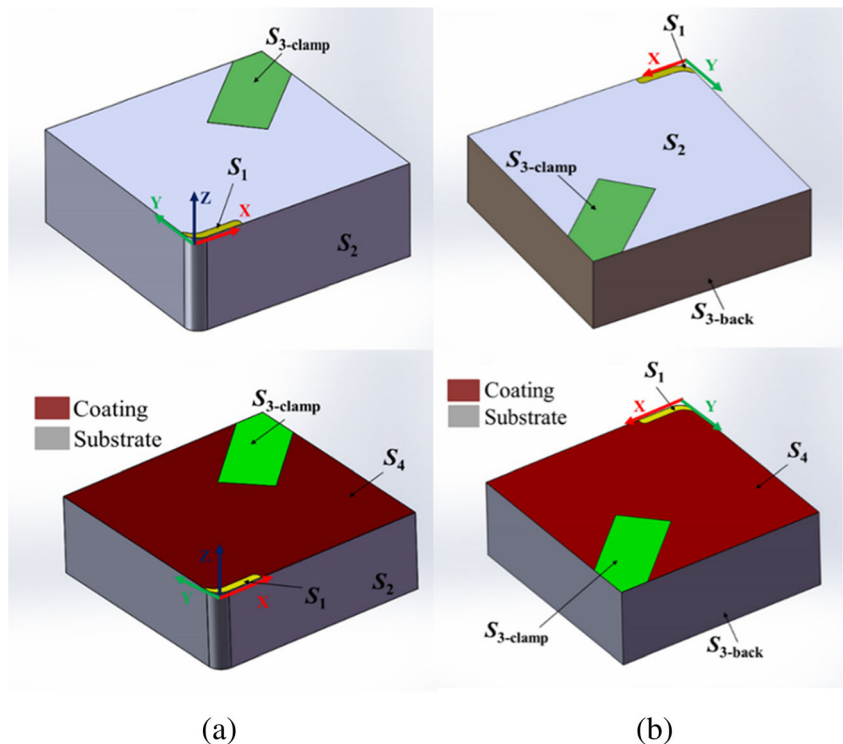 S3-clamp
S1
Z
Y
X
S2
S1
X
Y
S2
S3-clamp
S3-back
Coating
Substrate
S3-clamp
S4
Z
Y
X
S1
S2
Coating
Substrate
S1
X
Y
S4
S3-clamp
S3-back
(a)
(b)